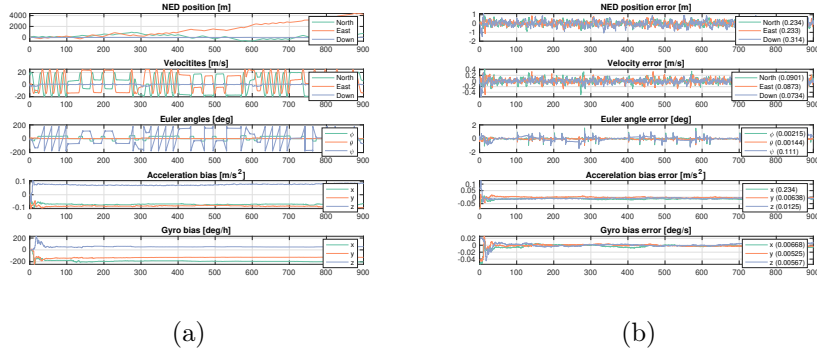 NED position [m]
4000
2000
0
North
East
Down
0 100 200 300 400 500 600 700 800 900
Velocitites [m/s]
20
0
-20
North
East
Down
0 100 200 300 400 500 600 700 800 900
Euler angles [deg]
200
0
-200
ϕ
θ
ψ
0 100 200 300 400 500 600 700 800 900
Acceleration bias [m/s²]
0.1
0
-0.1
x
y
z
0 100 200 300 400 500 600 700 800 900
Gyro bias [deg/h]
200
0
-200
x
y
z
0 100 200 300 400 500 600 700 800 900
(a)
NED position error [m]
1
0
-1
-2
North (0.234)
East (0.233)
Down (0.314)
0 100 200 300 400 500 600 700 800 900
Velocity error [m/s]
0.4
0.2
0
-0.2
-0.4
North (0.0901)
East (0.0873)
Down (0.0734)
0 100 200 300 400 500 600 700 800 900
Euler angle error [deg]
2
0
-2
ϕ (0.00215)
θ (0.00144)
ψ (0.111)
0 100 200 300 400 500 600 700 800 900
Accerelation bias error [m/s²]
0.1
0.05
0
-0.05
x (0.234)
y (0.00638)
z (0.0125)
0 100 200 300 400 500 600 700 800 900
Gyro bias error [deg/s]
0.02
0
-0.02
-0.04
x (0.00668)
y (0.00525)
z (0.00567)
0 100 200 300 400 500 600 700 800 900
(b)